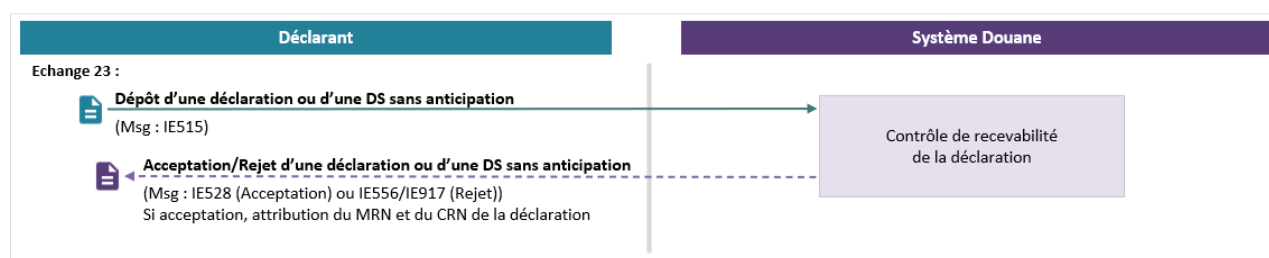 Déclarant
Système Douane
Echange 23 :
Dépôt d’une déclaration ou d’une DS sans anticipation
(Msg : IE515)
Contrôle de recevabilité
de la déclaration
Acceptation/Rejet d’une déclaration ou d’une DS sans anticipation
(Msg : IE528 (Acceptation) ou IE556/IE917 (Rejet))
Si acceptation, attribution du MRN et du CRN de la déclaration